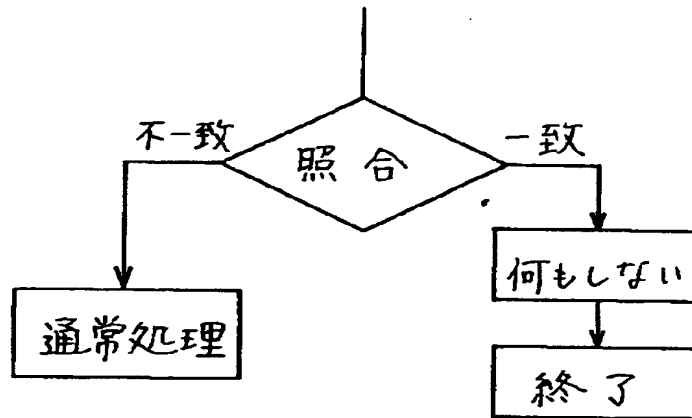 不一致
照合
一致
何もしない
通常処理
終了